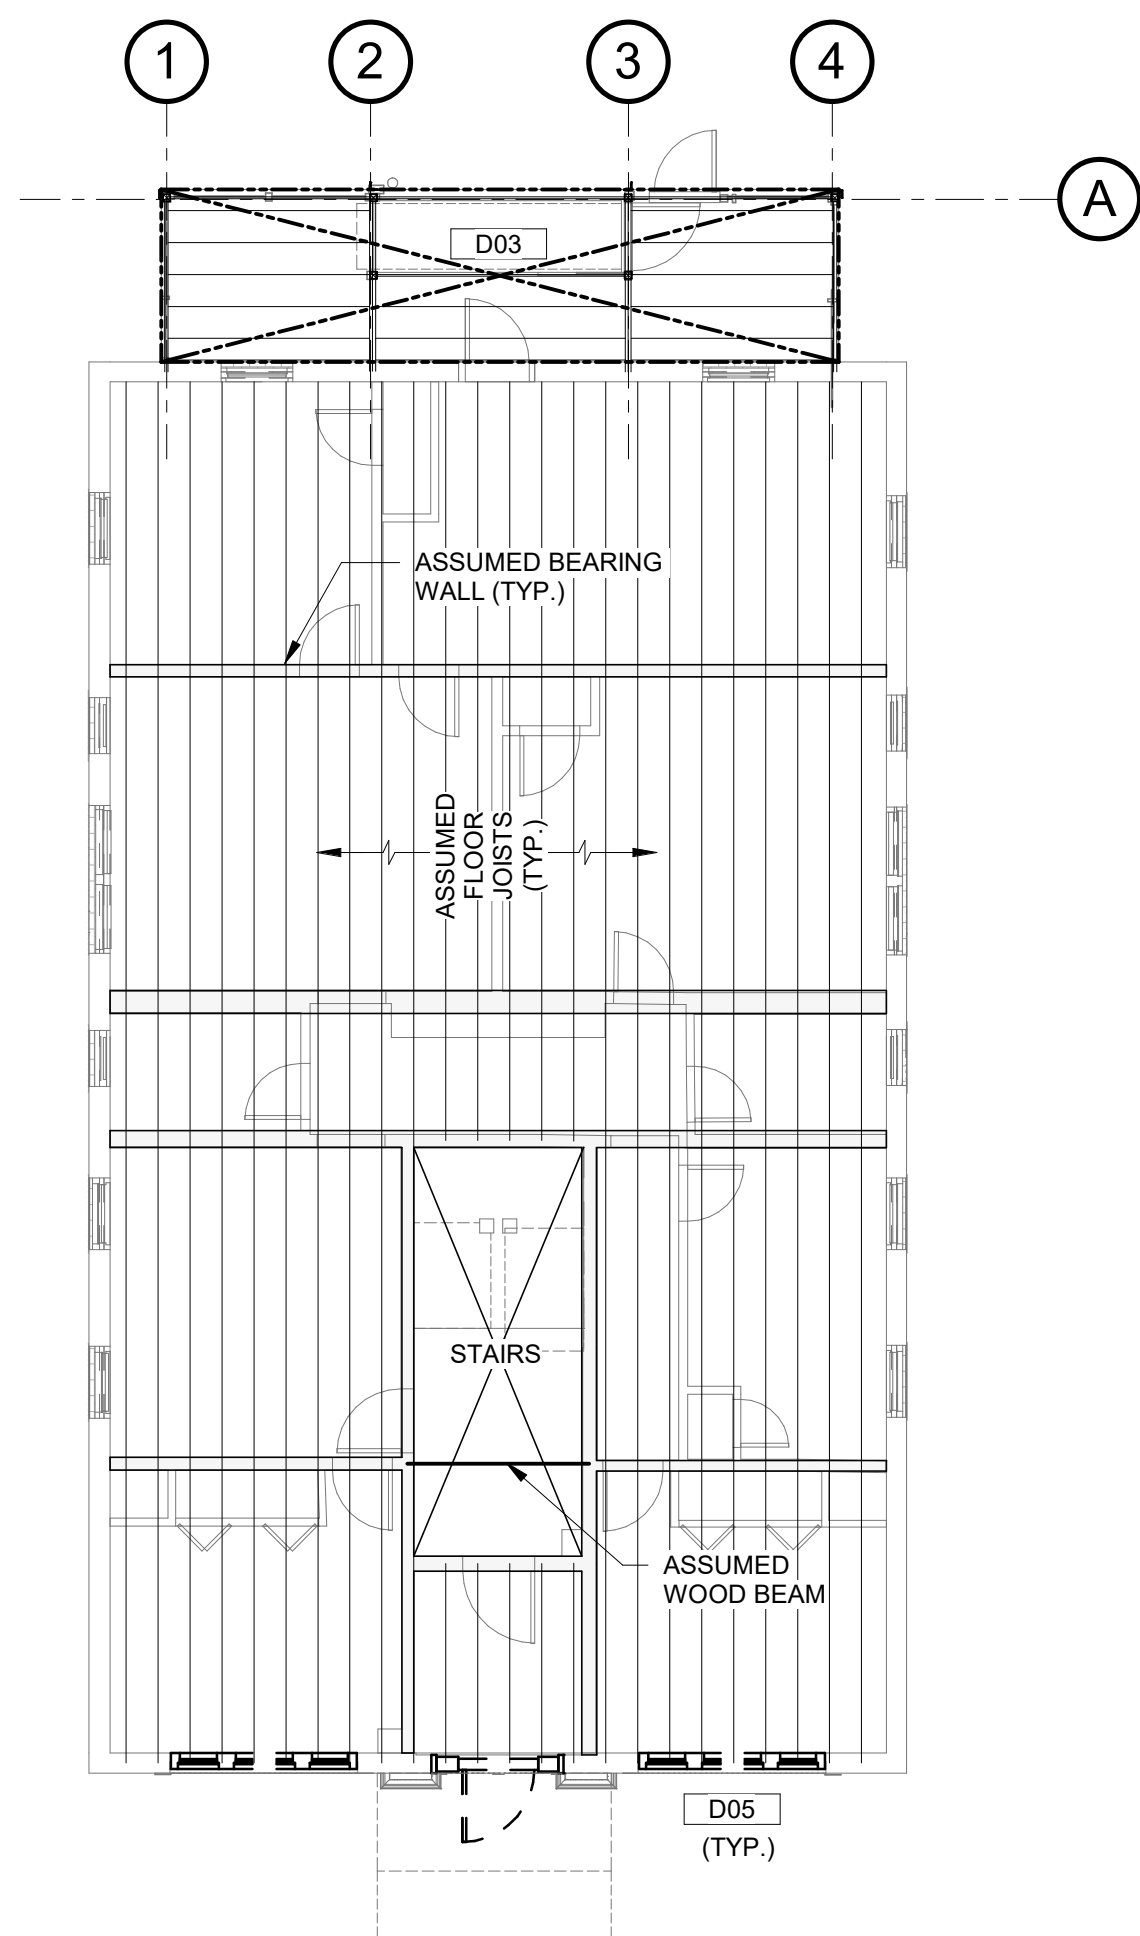 1
2
3
4
A
D03
ASSUMED BEARING
WALL (TYP.)
ASSUMED
FLOOR
JOISTS
(TYP.)
STAIRS
ASSUMED
WOOD BEAM
D05
(TYP.)